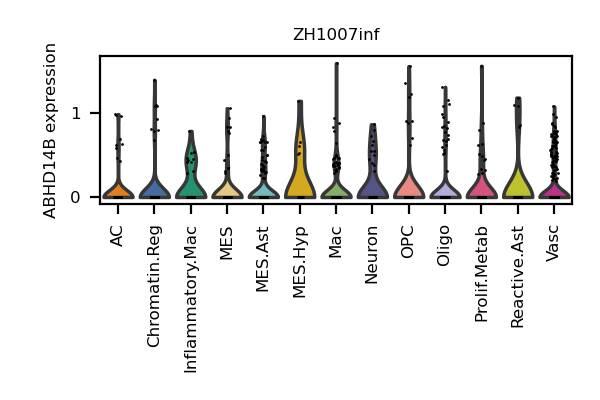 ZH1007inf
ABHD14B expression
1
0
AC
Chromatin.Reg
Inflammatory.Mac
MES
MES.Ast
MES.Hyp
Mac
Neuron
OPC
Oligo
Prolif.Metab
Reactive.Ast
Vasc